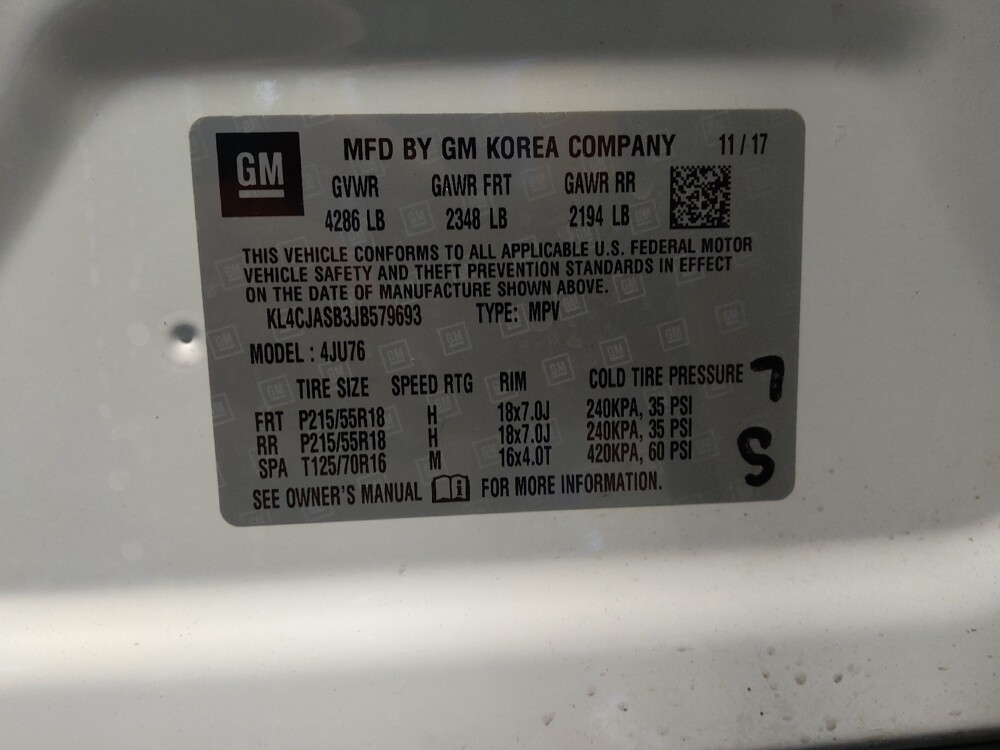 GM
MFD BY GM KOREA COMPANY 11 / 17
GVWR GAWR FRT GAWR RR
4286 LB 2348 LB 2194 LB
THIS VEHICLE CONFORMS TO ALL APPLICABLE U.S. FEDERAL MOTOR
VEHICLE SAFETY AND THEFT PREVENTION STANDARDS IN EFFECT
ON THE DATE OF MANUFACTURE SHOWN ABOVE.
KL4CJASB3JB579693 TYPE: MPV
MODEL : 4JU76
TIRE SIZE SPEED RTG RIM COLD TIRE PRESSURE
FRT P215/55R18 H 18x7.0J 240KPA, 35 PSI
RR P215/55R18 H 18x7.0J 240KPA, 35 PSI
SPA T125/70R16 M 16x4.0T 420KPA, 60 PSI
SEE OWNER'S MANUAL FOR MORE INFORMATION.
7
S